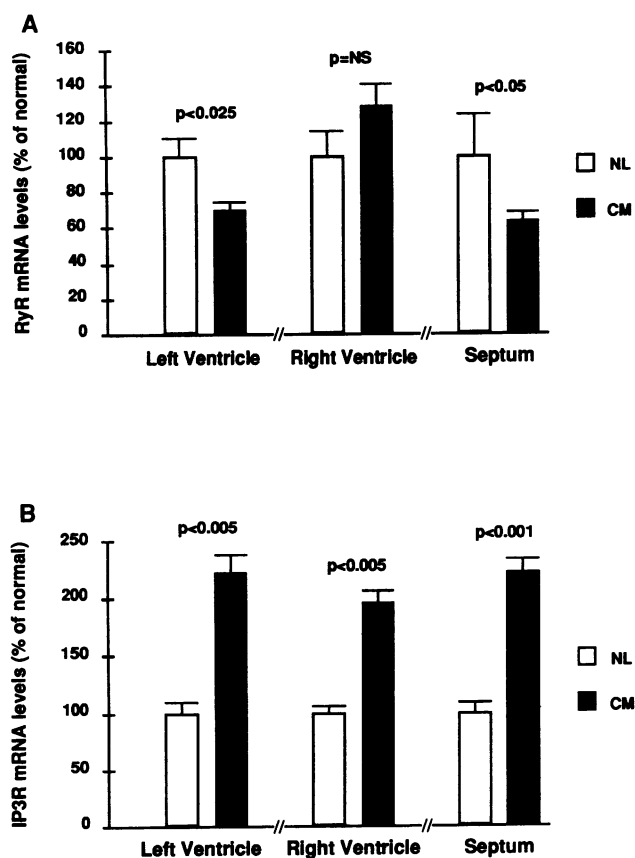 A
RyR mRNA levels (% of normal)
160
140
120
100
80
60
40
20
0
p<0.025
p=NS
p<0.05
NL
CM
Left Ventricle
Right Ventricle
Septum
B
IP3R mRNA levels (% of normal)
250
200
150
100
50
0
p<0.005
p<0.005
p<0.001
NL
CM
Left Ventricle
Right Ventricle
Septum